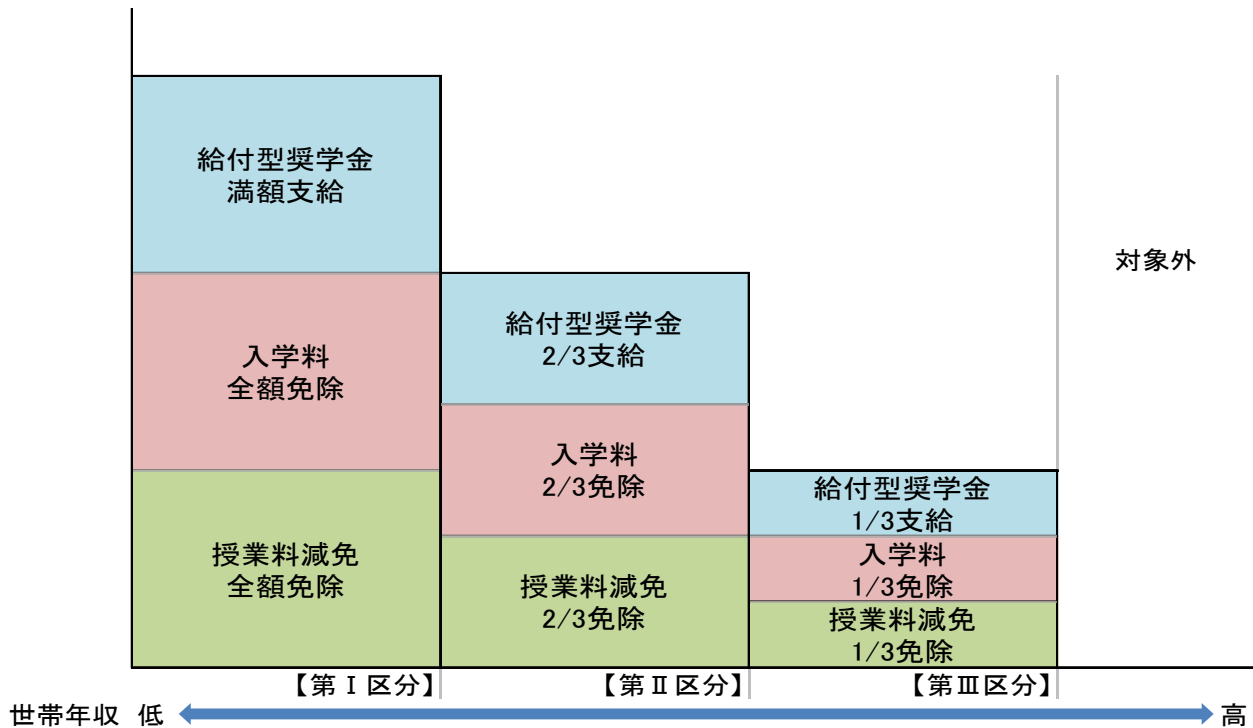 給付型奨学金
満額支給
入学料
全額免除
授業料減免
全額免除
給付型奨学金
2/3支給
入学料
2/3免除
授業料減免
2/3免除
給付型奨学金
1/3支給
入学料
1/3免除
授業料減免
1/3免除
対象外
【第Ⅰ区分】
【第Ⅱ区分】
【第Ⅲ区分】
世帯年収 低
高